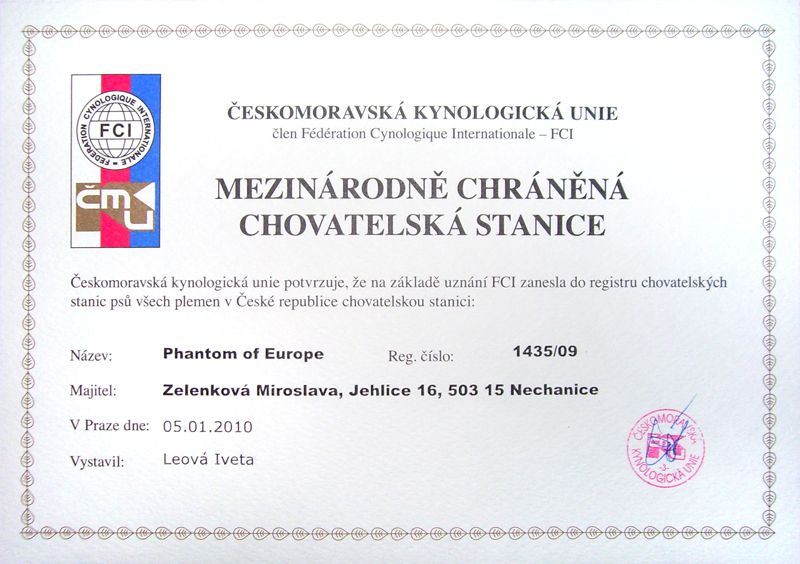 FEDERATION CYNOLOGIQUE INTERNATIONALE
FCI
čmku
ČESKOMORAVSKÁ KYNOLOGICKÁ UNIE
člen Fédération Cynologique Internationale – FCI
MEZINÁRODNĚ CHRÁNĚNÁ
CHOVATELSKÁ STANICE
Českomoravská kynologická unie potvrzuje, že na základě uznání FCI zanesla do registru chovatelských
stanic psů všech plemen v České republice chovatelskou stanici:
Název: Phantom of Europe Reg. číslo: 1435/09
Majitel: Zelenková Miroslava, Jehlice 16, 503 15 Nechanice
V Praze dne: 05.01.2010
Vystavil: Leová Iveta
ČESKOMORAVSKÁ
KYNOLOGICKÁ UNIE
-3-